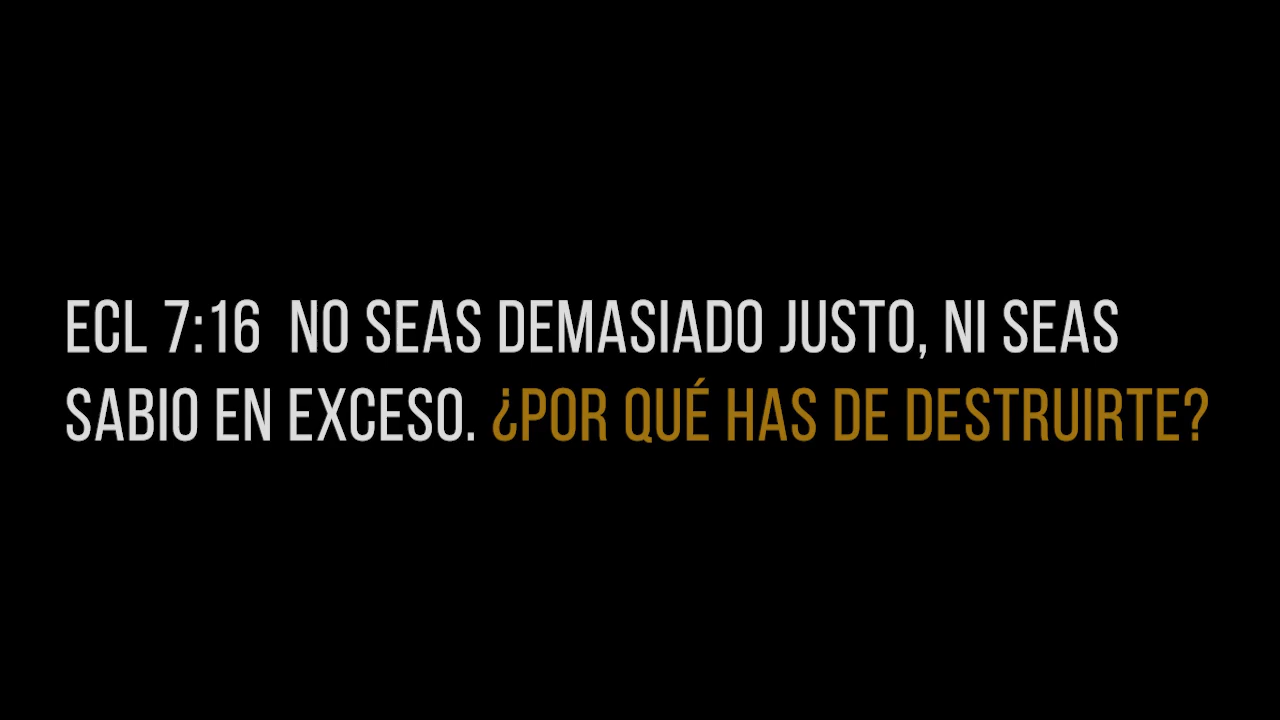 ECL 7:16 NO SEAS DEMASIADO JUSTO, NI SEAS
SABIO EN EXCESO. ¿POR QUÉ HAS DE DESTRUIRTE?